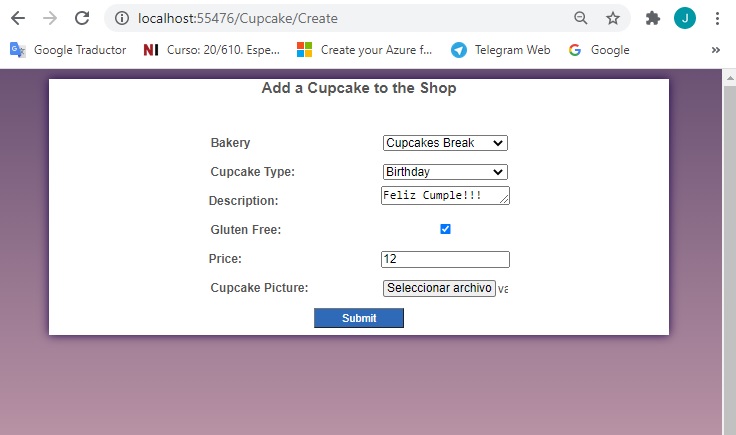 localhost:55476/Cupcake/Create
J
Google Traductor NI Curso: 20/610. Espe... Create your Azure f... Telegram Web G Google »
Add a Cupcake to the Shop
Bakery Cupcakes Break
Cupcake Type: Birthday
Description: Feliz Cumple!!!
Gluten Free:
Price: 12
Cupcake Picture: Seleccionar archivo va
Submit